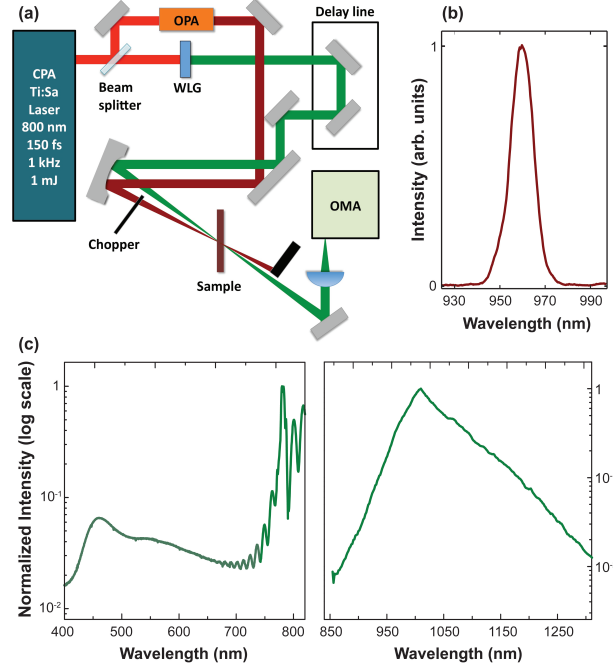 (a)
OPA
Delay line
(b)
CPA
Ti:Sa
Laser
800 nm
150 fs
1 kHz
1 mJ
Beam
splitter
WLG
OMA
Chopper
Sample
Intensity (arb. units)
1
0
930
950
970
990
Wavelength (nm)
(c)
Normalized Intensity (log scale)
1
10-1
10-2
400
500
600
700
800
Wavelength (nm)
1
10-
10-
850
950
1050
1150
1250
Wavelength (nm)